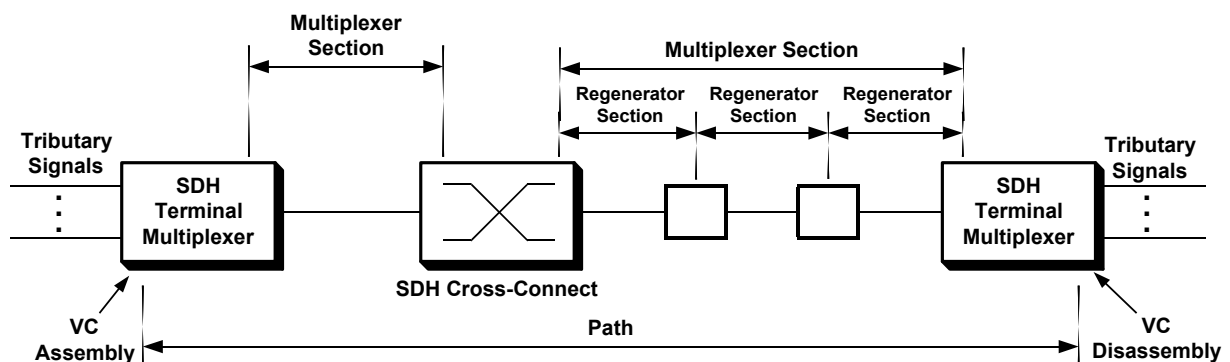 Multiplexer
Section
Multiplexer Section
Regenerator
Section
Regenerator
Section
Regenerator
Section
Tributary
Signals
SDH
Terminal
Multiplexer
SDH Cross-Connect
SDH
Terminal
Multiplexer
Tributary
Signals
VC
Assembly
Path
VC
Disassembly